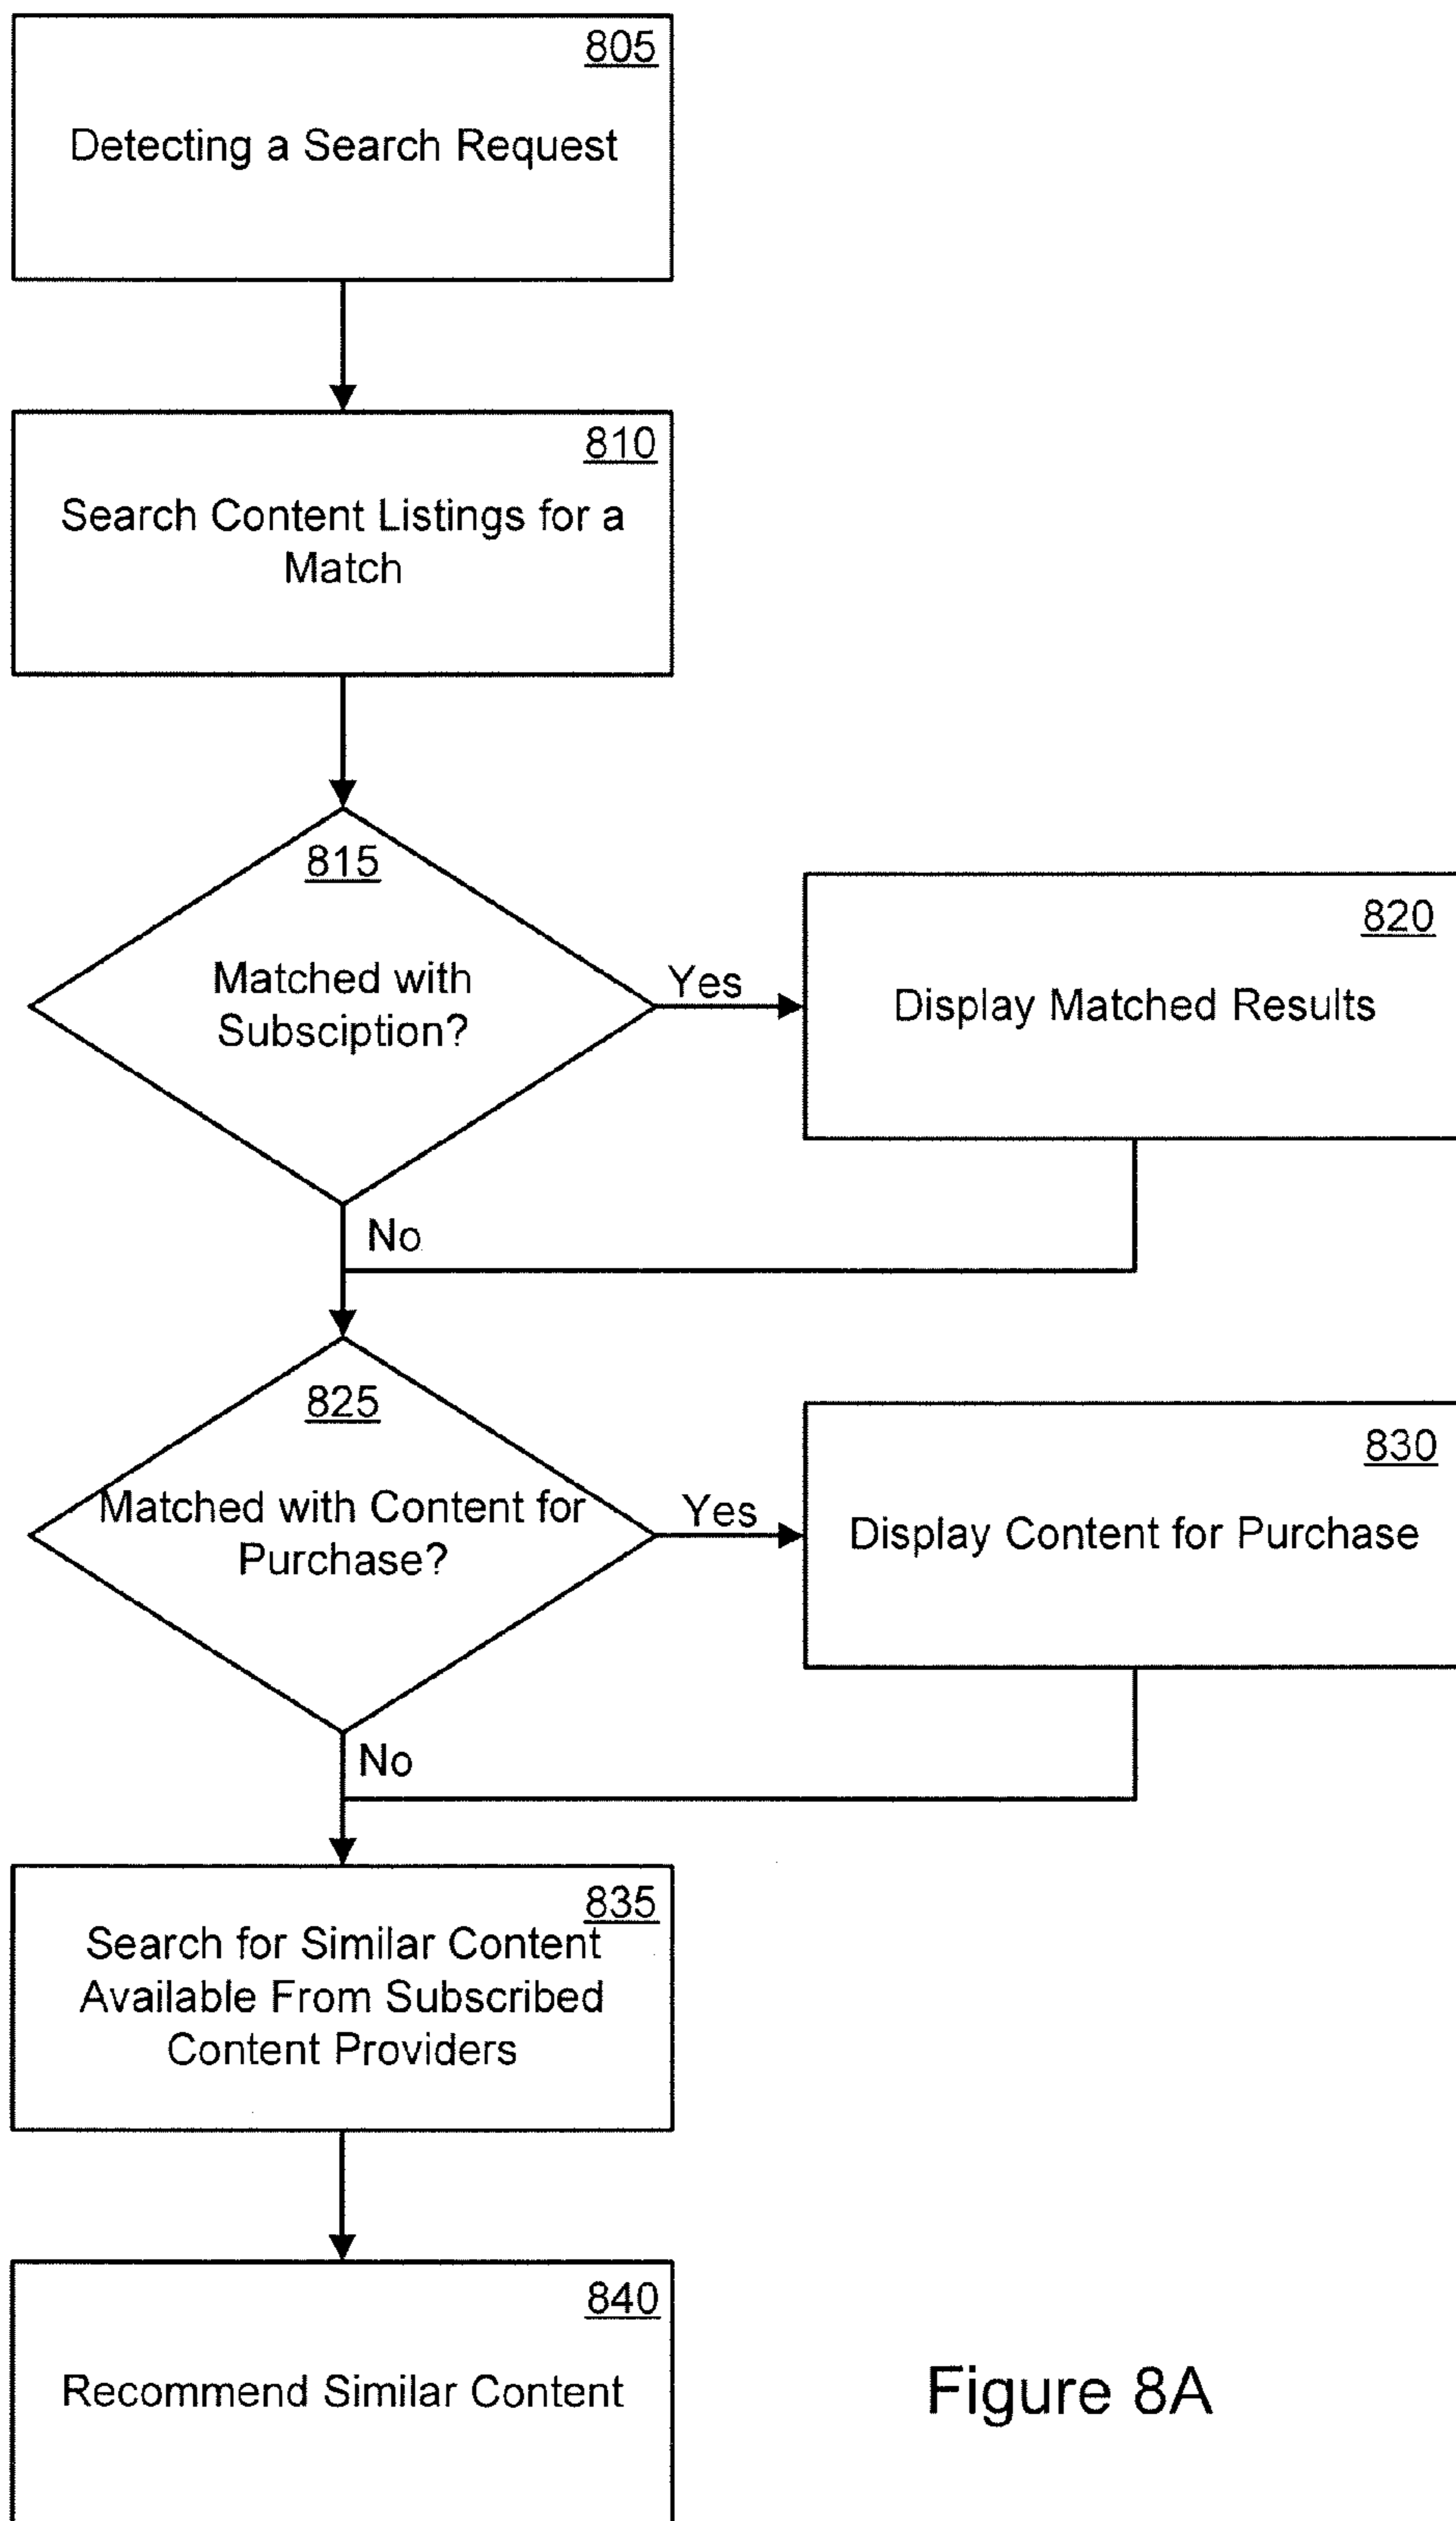 805
Detecting a Search Request
810
Search Content Listings for a
Match
815
Matched with
Subsciption?
Yes
820
Display Matched Results
No
825
Matched with Content for
Purchase?
Yes
830
Display Content for Purchase
No
835
Search for Similar Content
Available From Subscribed
Content Providers
840
Recommend Similar Content
Figure 8A